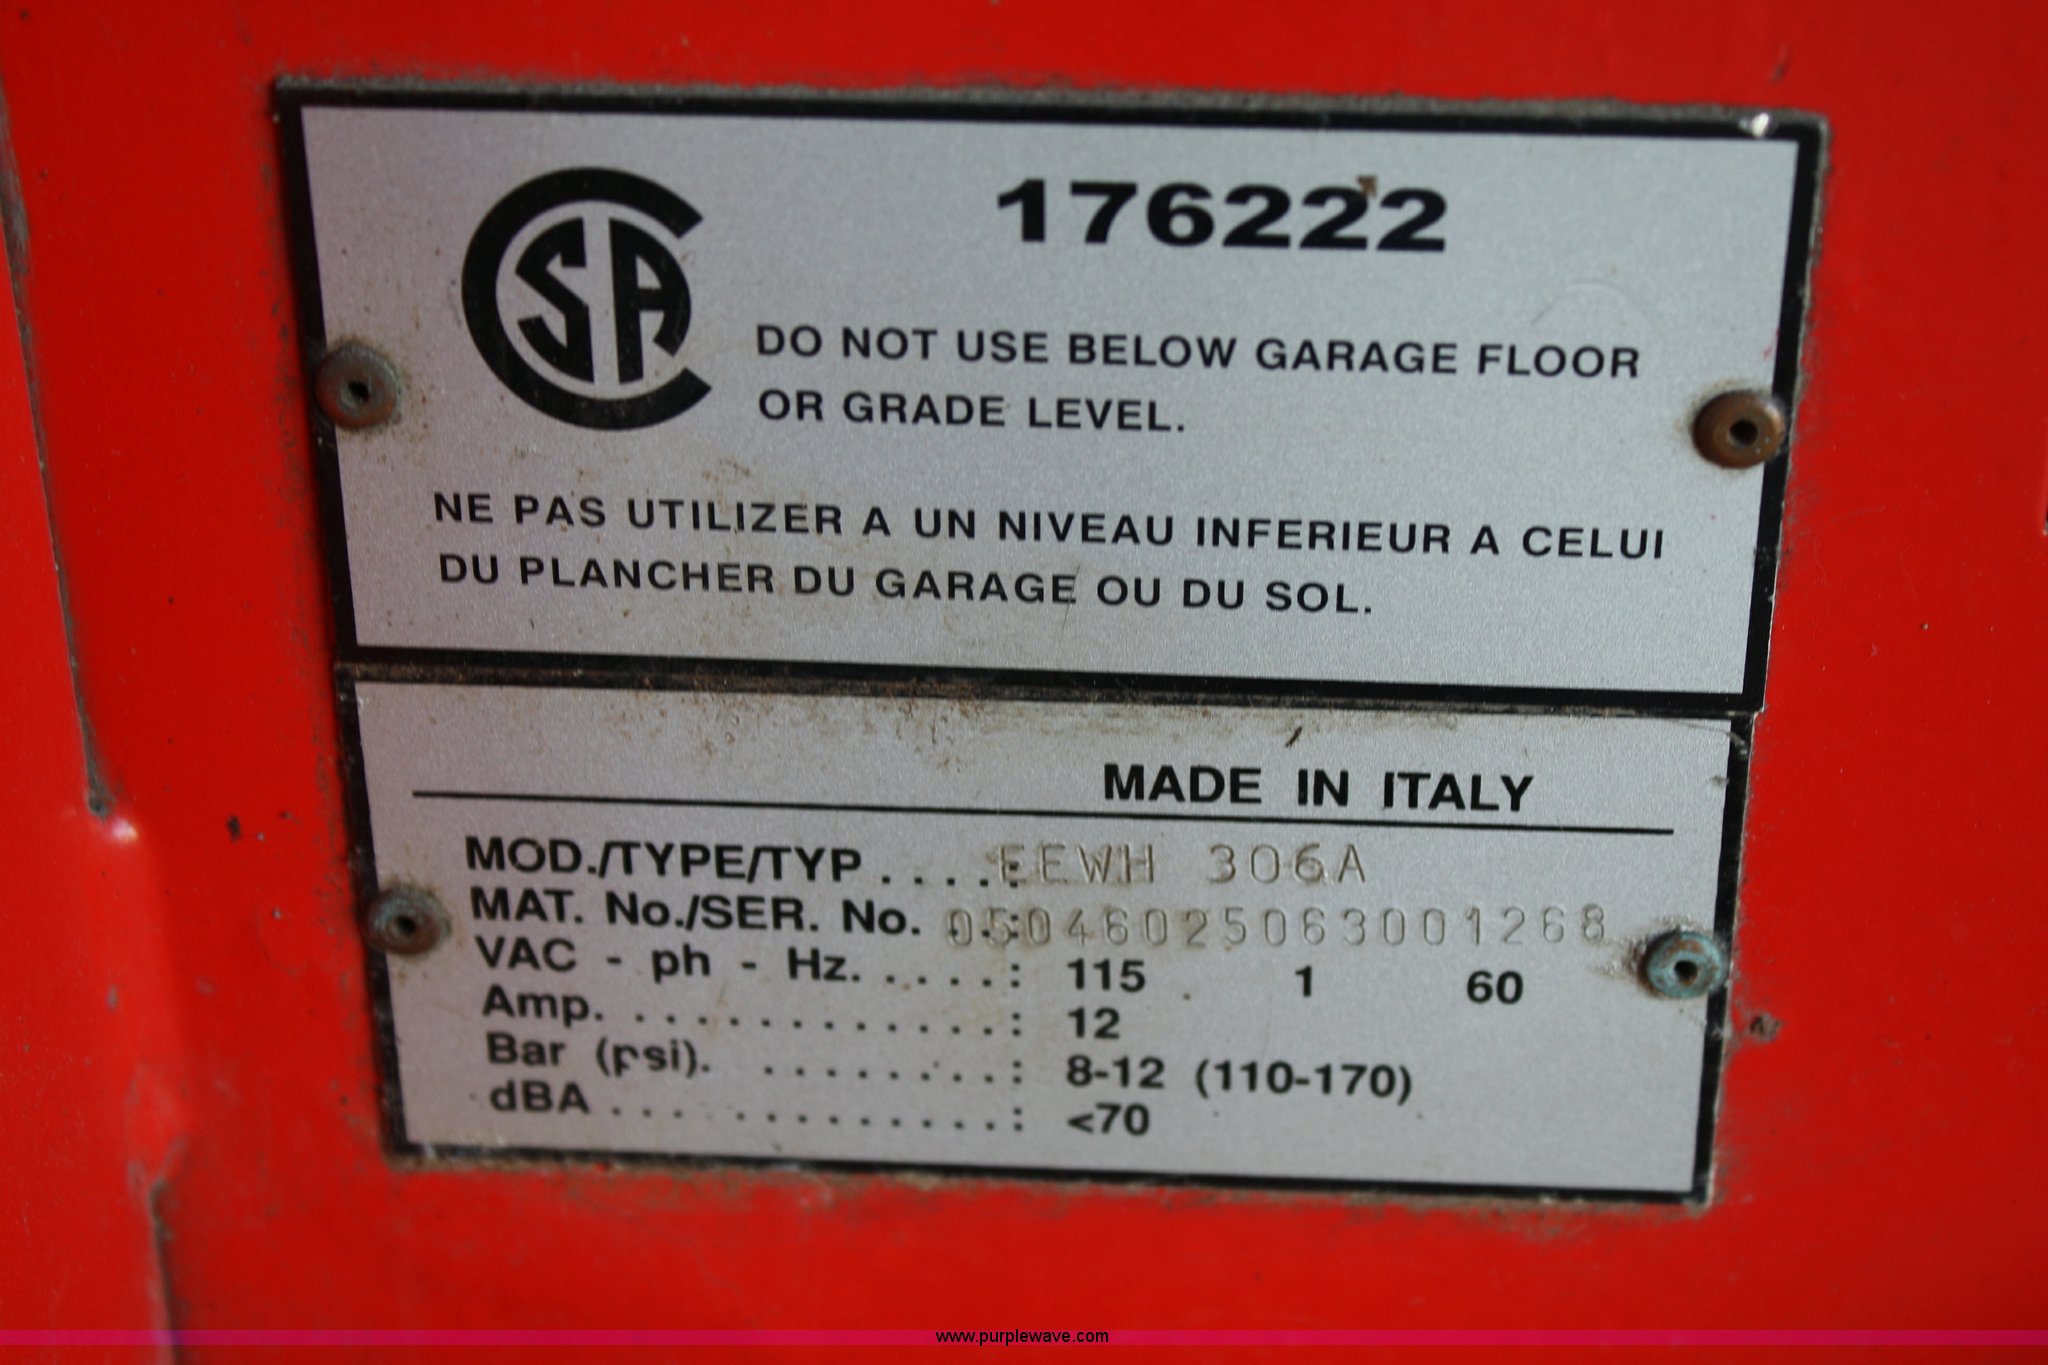 CSA
176222
DO NOT USE BELOW GARAGE FLOOR
OR GRADE LEVEL.
NE PAS UTILIZER A UN NIVEAU INFERIEUR A CELUI
DU PLANCHER DU GARAGE OU DU SOL.
MADE IN ITALY
MOD./TYPE/TYP . . . . . : EEWH 306A
MAT. No./SER. No. . . : 05046025063001268
VAC - ph - Hz. . . . . . : 115 1 60
Amp. . . . . . . . . . . . . . : 12
Bar (psi). . . . . . . . . . : 8-12 (110-170)
dBA . . . . . . . . . . . . . : <70
www.purplewave.com